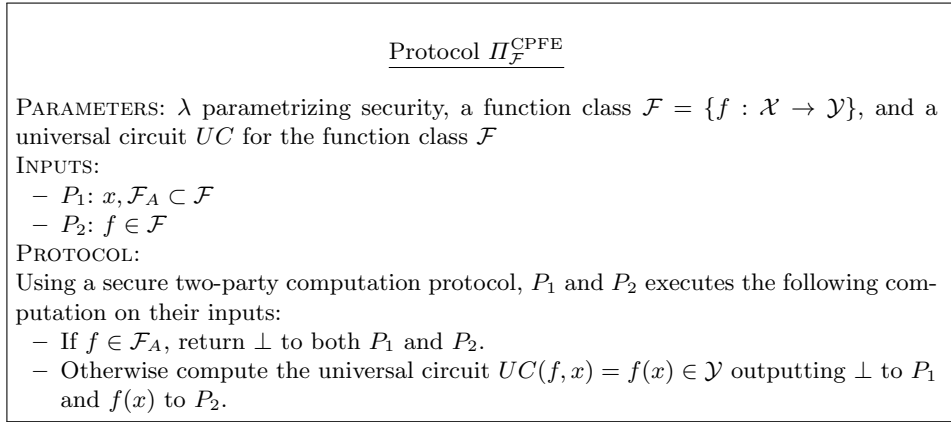 Protocol Π_ℱ^CPFE
PARAMETERS: λ parametrizing security, a function class ℱ = {f : 𝒳 → 𝒴}, and a
universal circuit UC for the function class ℱ
INPUTS:
– P₁: x, ℱ_A ⊂ ℱ
– P₂: f ∈ ℱ
PROTOCOL:
Using a secure two-party computation protocol, P₁ and P₂ executes the following com-
putation on their inputs:
– If f ∈ ℱ_A, return ⊥ to both P₁ and P₂.
– Otherwise compute the universal circuit UC(f, x) = f(x) ∈ 𝒴 outputting ⊥ to P₁
and f(x) to P₂.